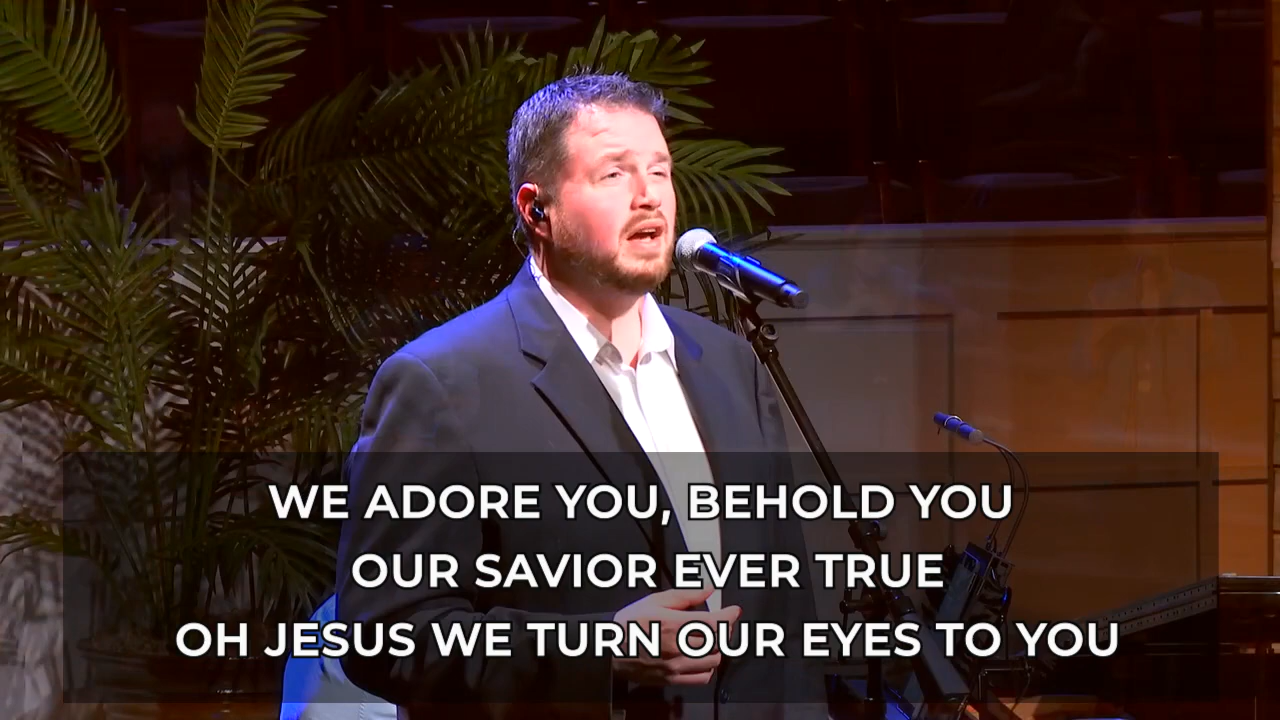 WE ADORE YOU, BEHOLD YOU
OUR SAVIOR EVER TRUE
OH JESUS WE TURN OUR EYES TO YOU